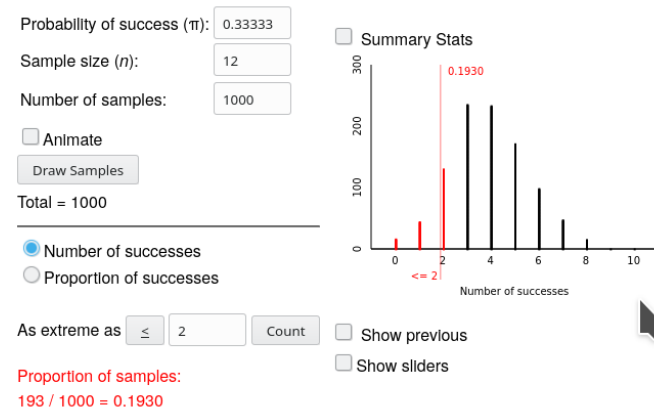 Probability of success (π): 0.33333
Sample size (n): 12
Number of samples: 1000
Animate
Draw Samples
Total = 1000
Number of successes
Proportion of successes
As extreme as ≤ 2 Count
Proportion of samples:
193 / 1000 = 0.1930
Summary Stats
0.1930
300
200
100
0
0 2 4 6 8 10
<= 2
Number of successes
Show previous
Show sliders